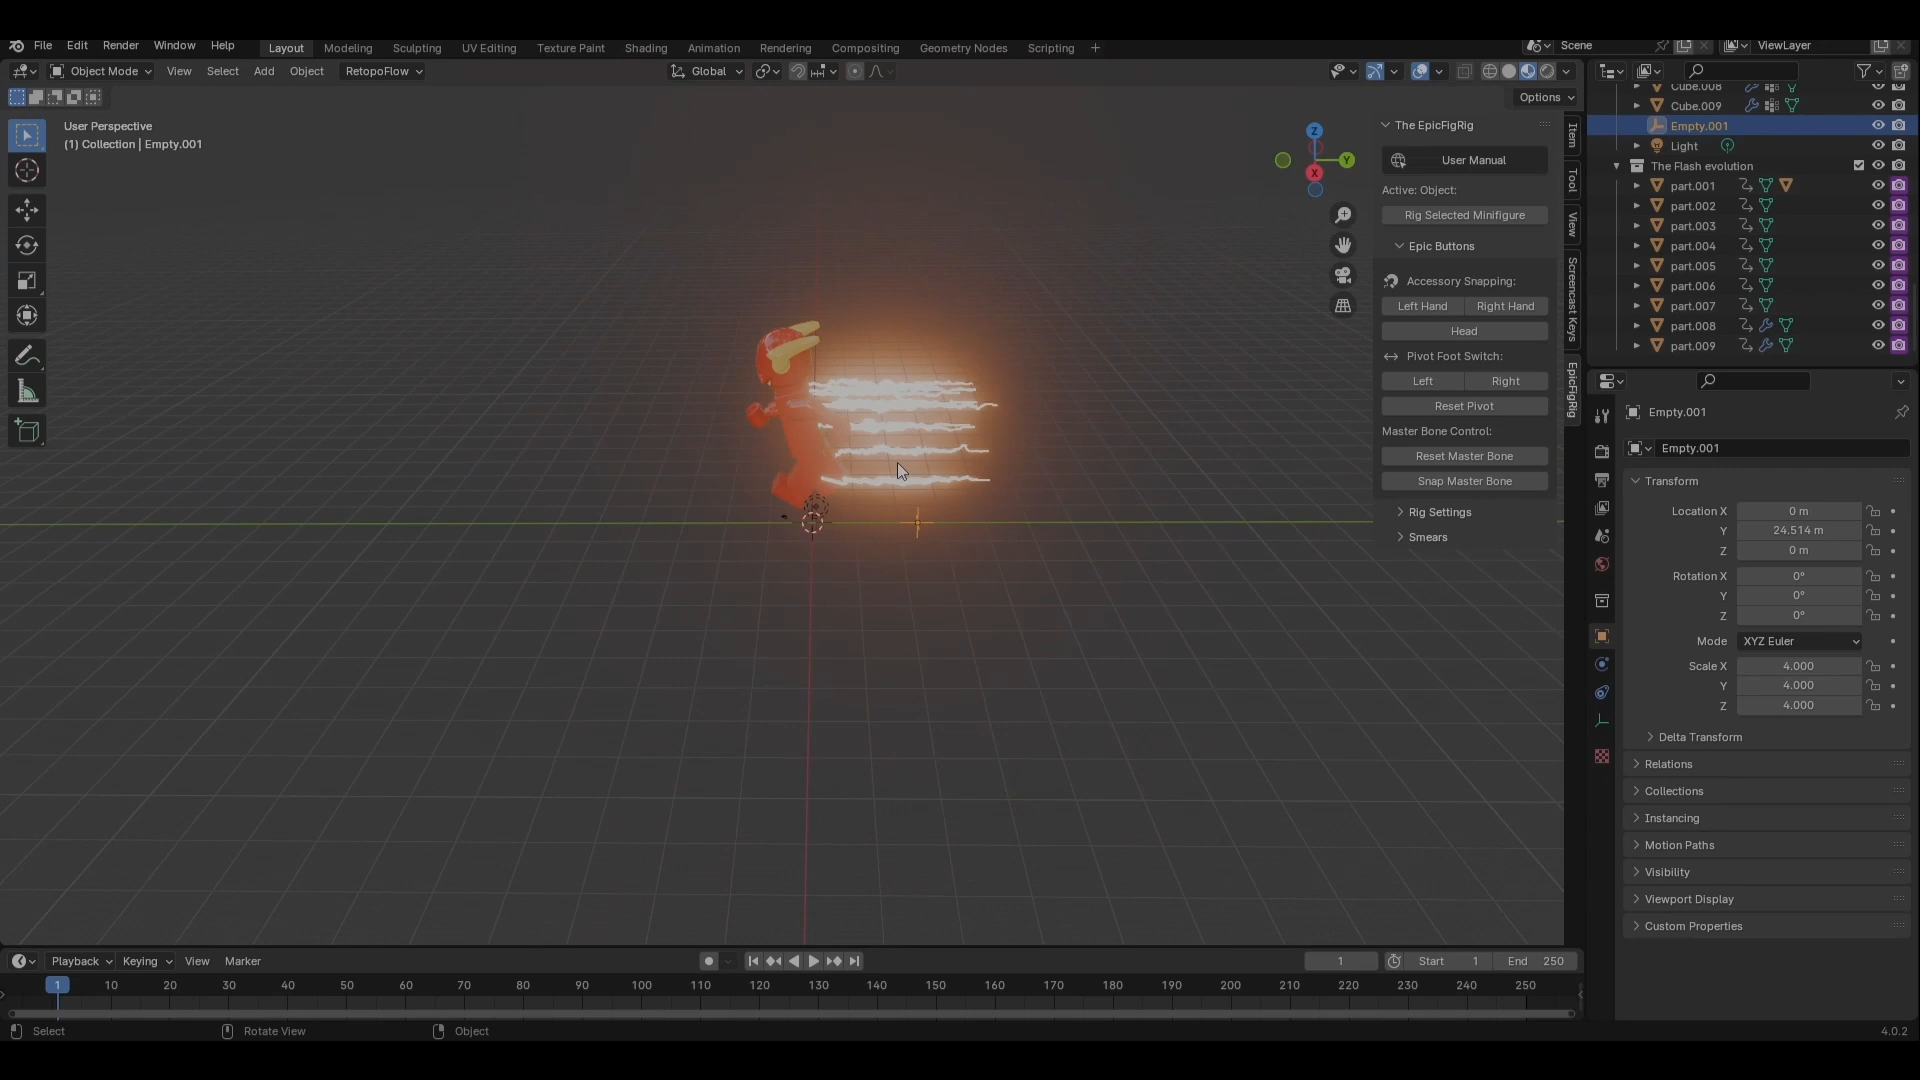 File Edit Render Window Help Layout Modeling Sculpting UV Editing Texture Paint Shading Animation Rendering Compositing Geometry Nodes Scripting + Scene ViewLayer
Object Mode View Select Add Object RetopoFlow Global
Options
User Perspective
(1) Collection | Empty.001
Z
Y
X
The EpicFigRig
User Manual
Active: Object:
Rig Selected Minifigure
Epic Buttons
Accessory Snapping:
Left Hand Right Hand
Head
Pivot Foot Switch:
Left Right
Reset Pivot
Master Bone Control:
Reset Master Bone
Snap Master Bone
Rig Settings
Smears
Item
Tool
View
Screencast Keys
EpicFigRig
Cube.008
Cube.009
Empty.001
Light
The Flash evolution
part.001
part.002
part.003
part.004
part.005
part.006
part.007
part.008
part.009
Empty.001
Empty.001
Transform
Location X 0 m
Y 24.514 m
Z 0 m
Rotation X 0°
Y 0°
Z 0°
Mode XYZ Euler
Scale X 4.000
Y 4.000
Z 4.000
Delta Transform
Relations
Collections
Instancing
Motion Paths
Visibility
Viewport Display
Custom Properties
Playback Keying View Marker 1 Start 1 End 250
1 10 20 30 40 50 60 70 80 90 100 110 120 130 140 150 160 170 180 190 200 210 220 230 240 250
Select Rotate View Object 4.0.2